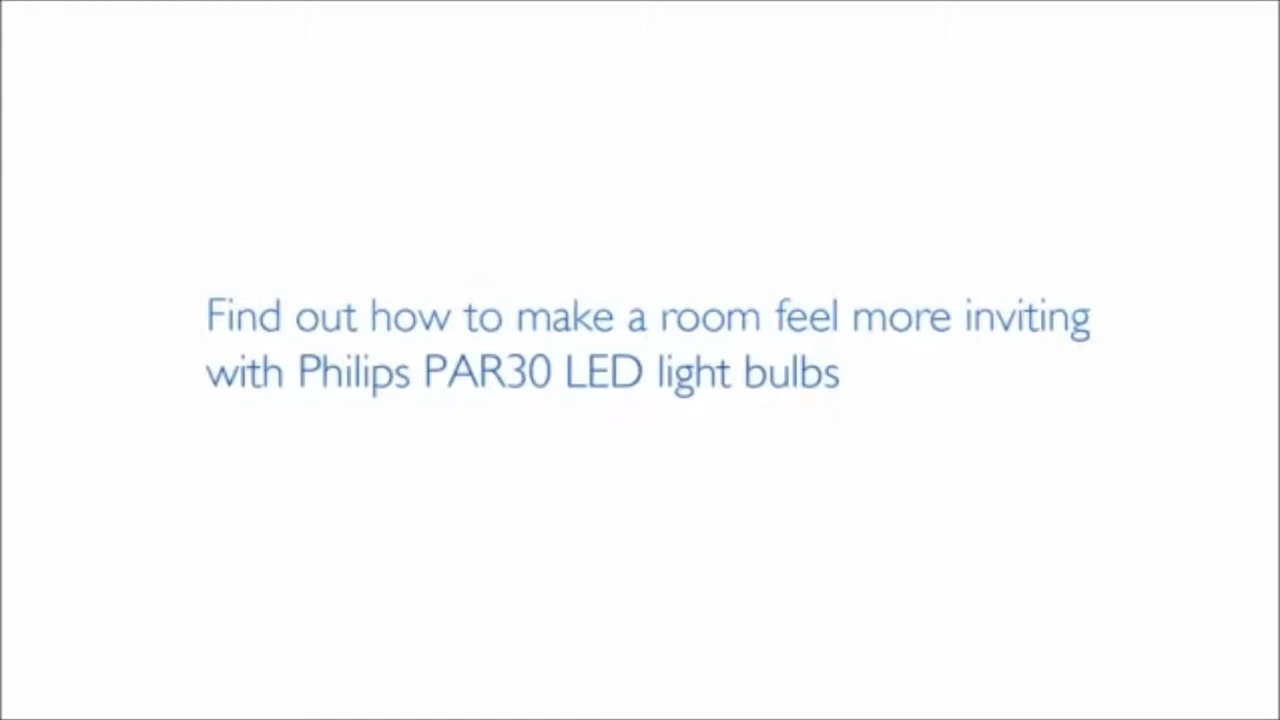 Find out how to make a room feel more inviting
with Philips PAR30 LED light bulbs